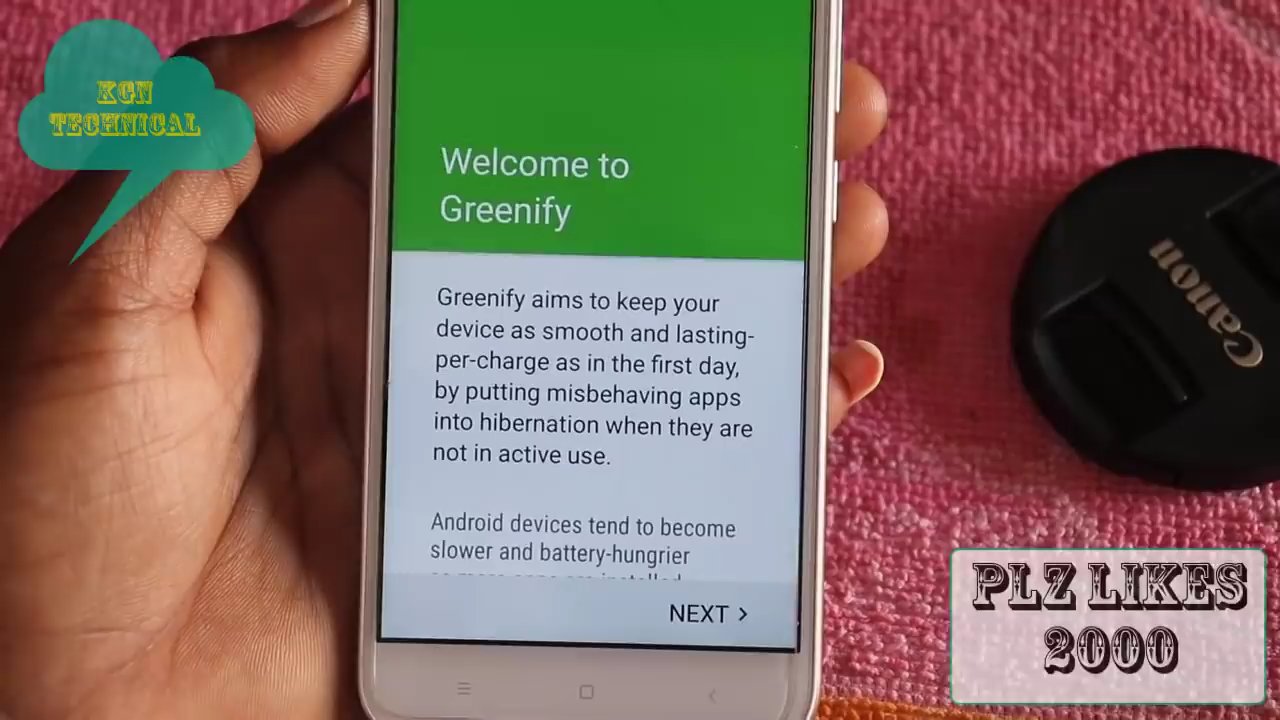 KGN
TECHNICAL
Welcome to
Greenify
Greenify aims to keep your
device as smooth and lasting-
per-charge as in the first day,
by putting misbehaving apps
into hibernation when they are
not in active use.
Android devices tend to become
slower and battery-hungrier
NEXT >
Canon
PLZ LIKES
2000